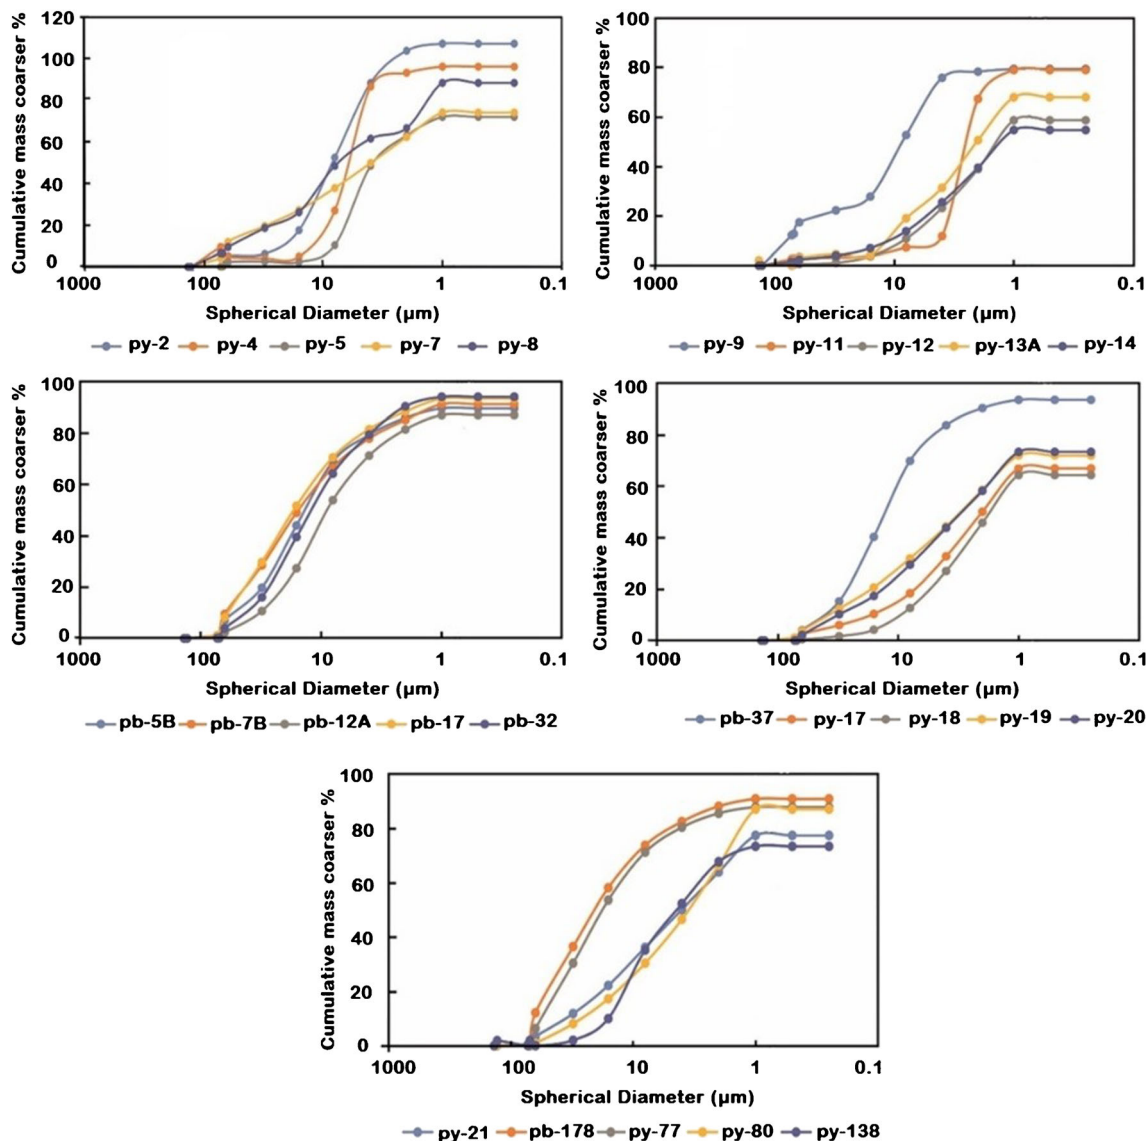 Cumulative mass coarser %
120
100
80
60
40
20
0
1000 100 10 1 0.1
Spherical Diameter (µm)
py-2 py-4 py-5 py-7 py-8
Cumulative mass coarser %
100
80
60
40
20
0
1000 100 10 1 0.1
Spherical Diameter (µm)
py-9 py-11 py-12 py-13A py-14
Cumulative mass coarser %
100
80
60
40
20
0
1000 100 10 1 0.1
Spherical Diameter (µm)
pb-5B pb-7B pb-12A pb-17 pb-32
Cumulative mass coarser %
100
80
60
40
20
0
1000 100 10 1 0.1
Spherical Diameter (µm)
pb-37 py-17 py-18 py-19 py-20
Cumulative mass coarser %
100
80
60
40
20
0
1000 100 10 1 0.1
Spherical Diameter (µm)
py-21 pb-178 py-77 py-80 py-138